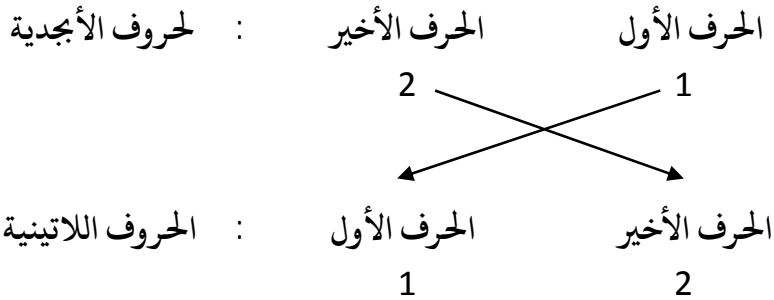 الحرف الأول الحرف الأخير : لحروف الأبجدية
1 2
الحرف الأخير الحرف الأول : الحروف اللاتينية
2 1